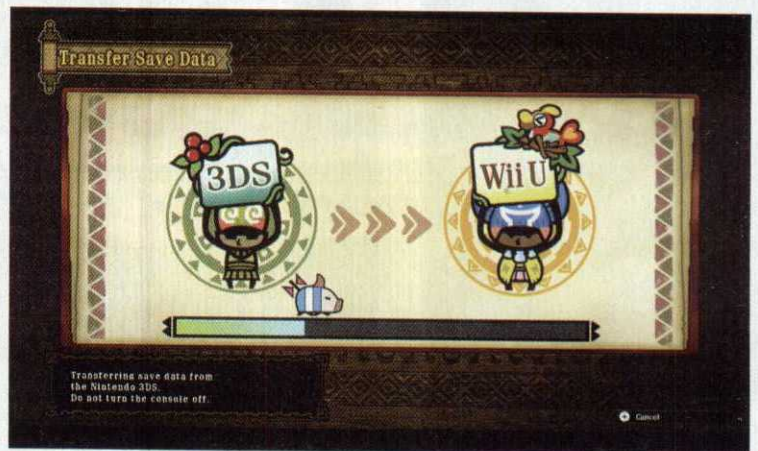 Transfer Save Data
3DS
Wii U
Transferring save data from
the Nintendo 3DS.
Do not turn the console off.
Cancel